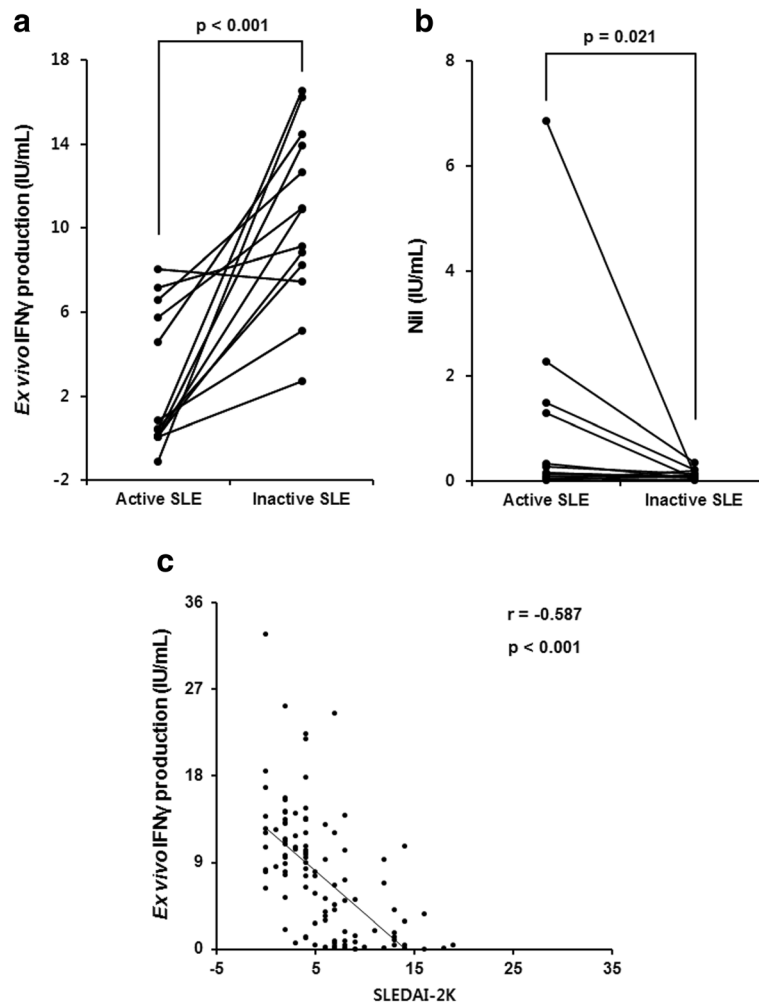 a
p < 0.001
Ex vivo IFNγ production (IU/mL)
18
14
10
6
2
-2
Active SLE
Inactive SLE
b
p = 0.021
Nil (IU/mL)
8
6
4
2
0
Active SLE
Inactive SLE
c
r = -0.587
p < 0.001
Ex vivo IFNγ production (IU/mL)
36
27
18
9
0
-5
5
15
25
35
SLEDAI-2K